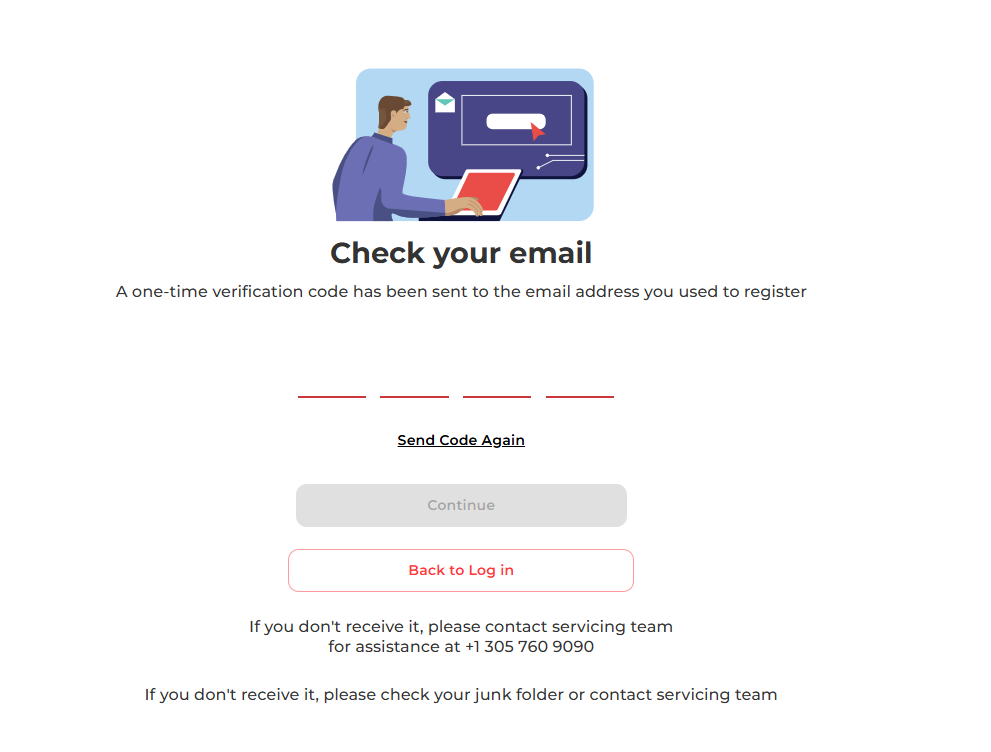 Check your email
A one-time verification code has been sent to the email address you used to register
Send Code Again
Continue
Back to Log in
If you don't receive it, please contact servicing team
for assistance at +1 305 760 9090
If you don't receive it, please check your junk folder or contact servicing team